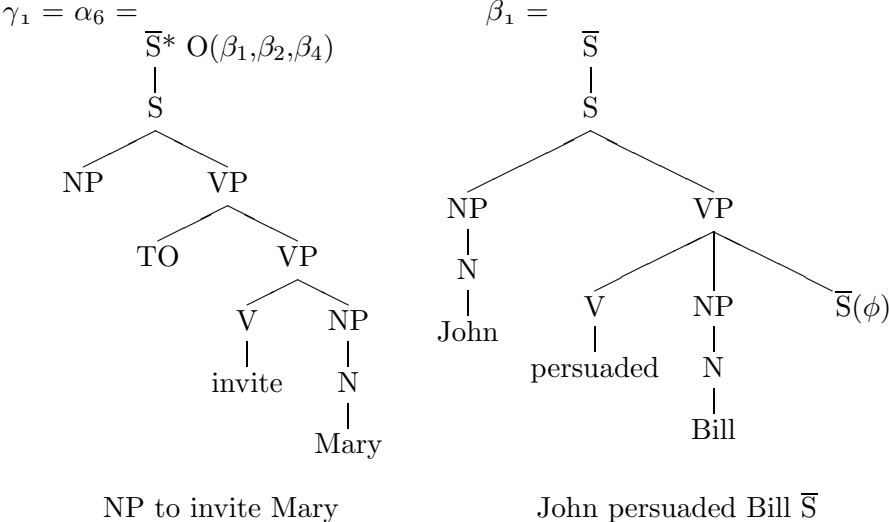 γ₁ = α₆ =
β₁ =
S̅* O(β₁,β₂,β₄)
S̅
S
S
NP VP
NP VP
TO VP
N
V NP
John
V NP S̅(ϕ)
invite N
persuaded N
Mary
Bill
NP to invite Mary
John persuaded Bill S̅